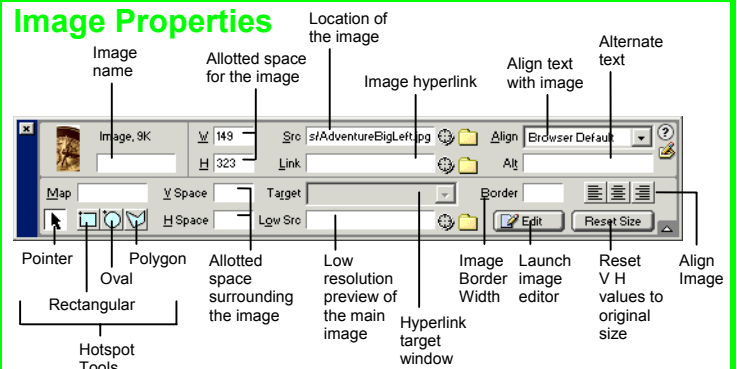 Image Properties
Location of
the image
Image
name
Allotted space
for the image
Image hyperlink
Align text
with image
Alternate
text
Image, 9K
W 149
Src s/AdventureBigLeft.jpg
Align Browser Default
H 323
Link
Alt
Map
V Space
Target
Border
H Space
Low Src
Edit
Reset Size
Pointer
Oval
Polygon
Rectangular
Hotspot
Tools
Allotted
space
surrounding
the image
Low
resolution
preview of
the main
image
Hyperlink
target
window
Image
Border
Width
Launch
image
editor
Reset
V H
values to
original
size
Align
Image